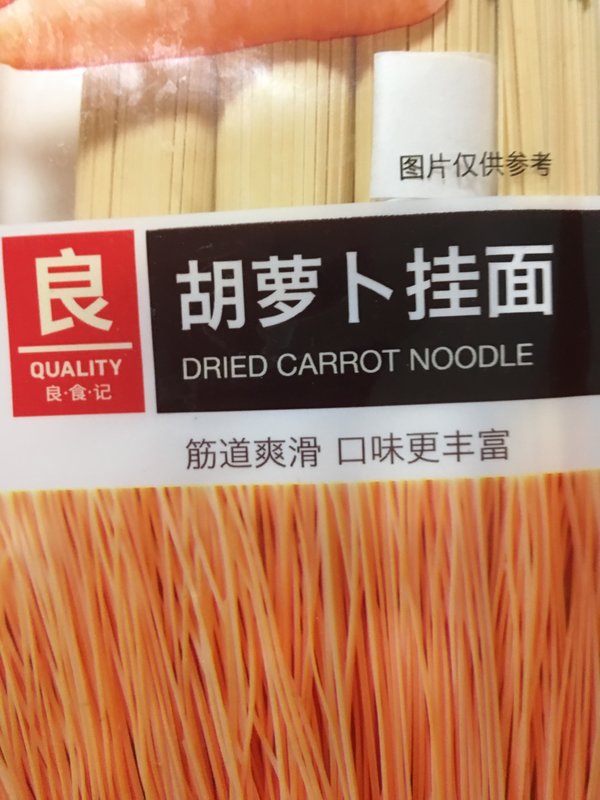 图片仅供参考
良
QUALITY
良·食·记
胡萝卜挂面
DRIED CARROT NOODLE
筋道爽滑 口味更丰富